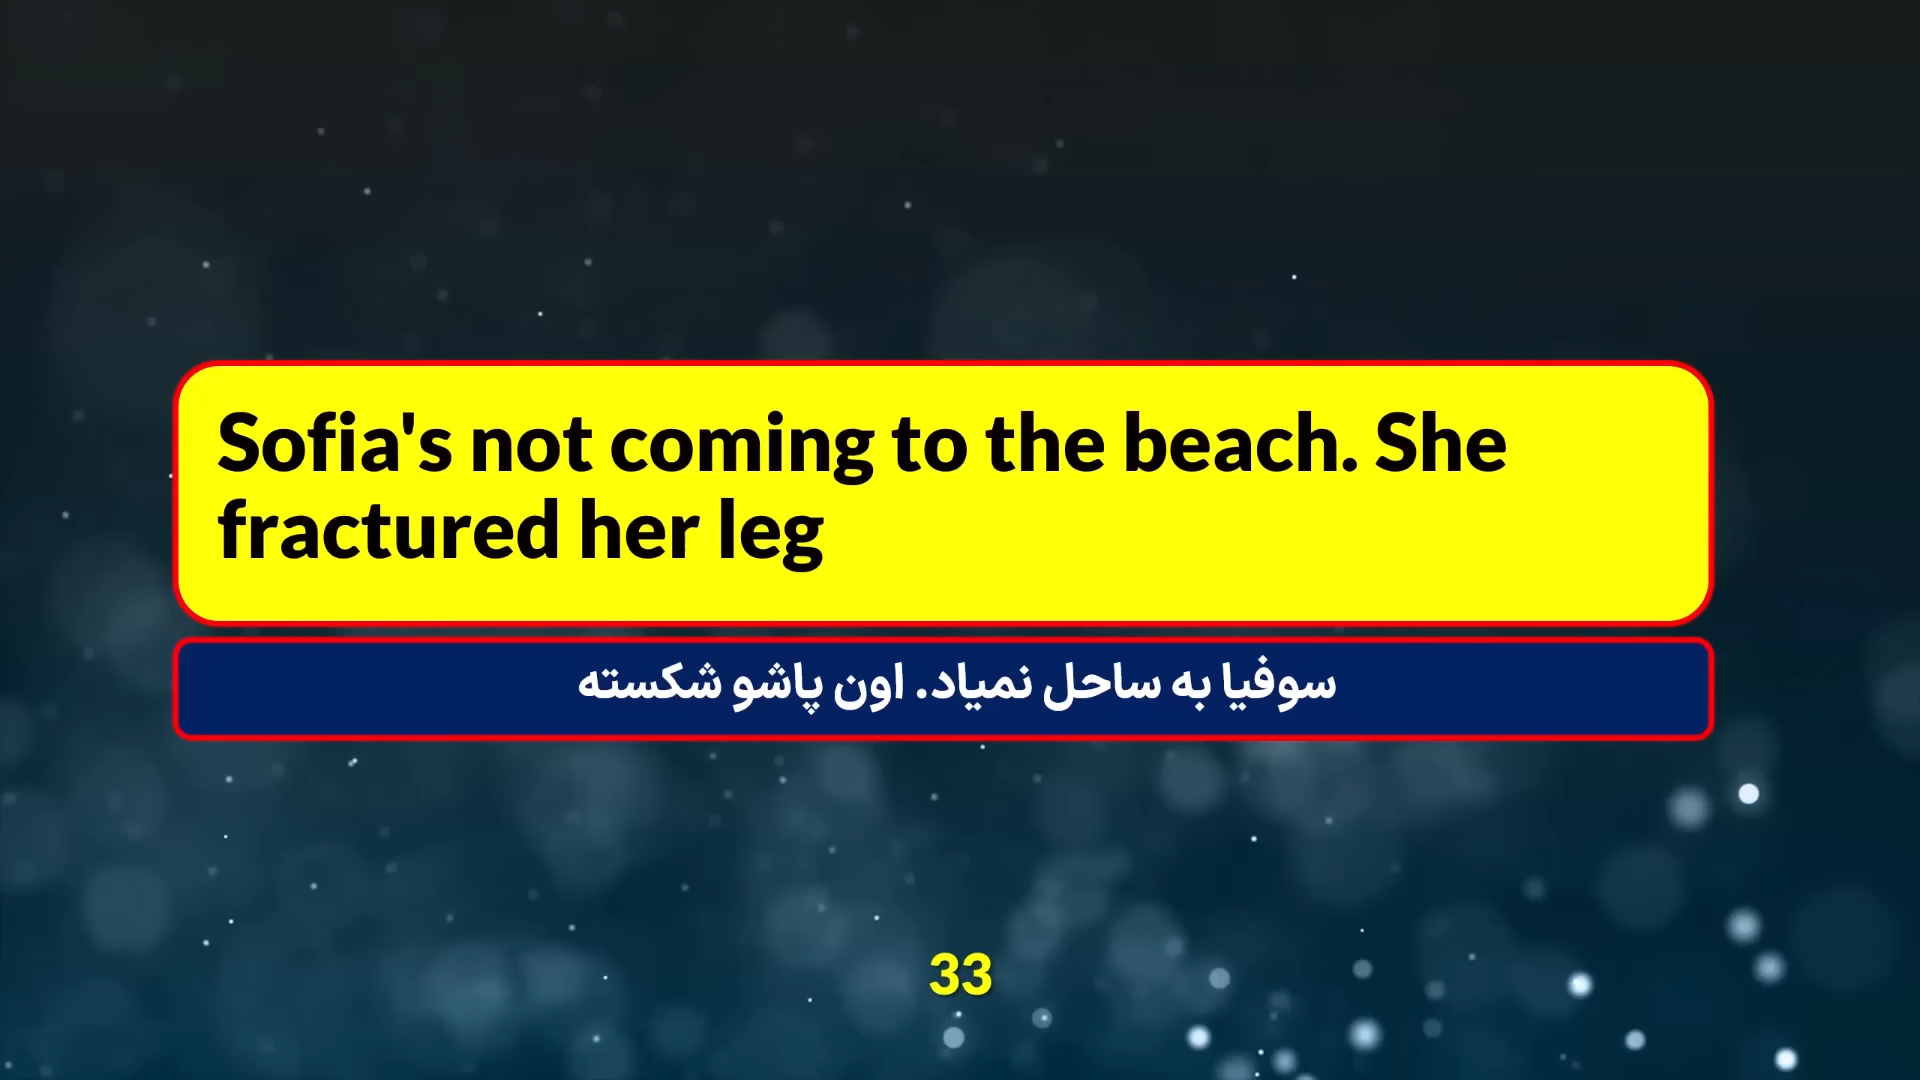 Sofia's not coming to the beach. She
fractured her leg
سوفیا به ساحل نمیاد. اون پاشو شکسته
33